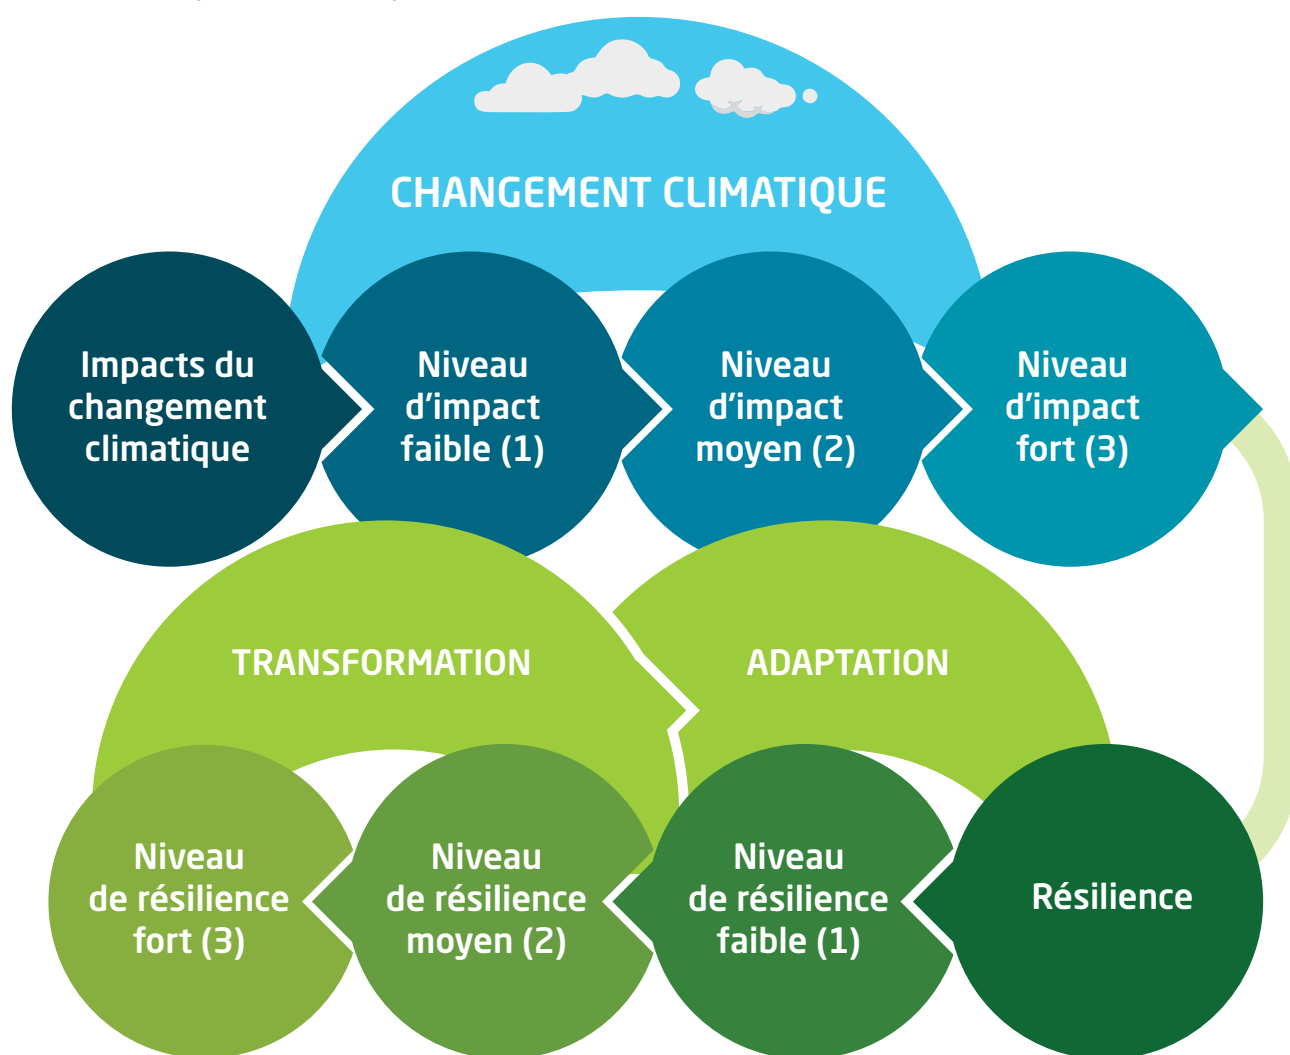 CHANGEMENT CLIMATIQUE
Impacts du
changement
climatique
Niveau
d'impact
faible (1)
Niveau
d'impact
moyen (2)
Niveau
d'impact
fort (3)
TRANSFORMATION
ADAPTATION
Niveau
de résilience
fort (3)
Niveau
de résilience
moyen (2)
Niveau
de résilience
faible (1)
Résilience